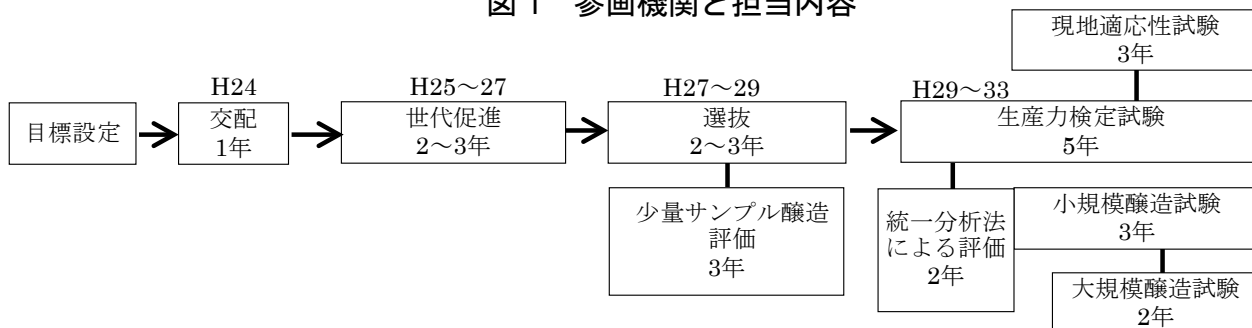 図1 参画機関と担当内容
現地適応性試験
3年
H24
H25～27
H27～29
H29～33
目標設定
交配
1年
世代促進
2～3年
選抜
2～3年
生産力検定試験
5年
少量サンプル醸造
評価
3年
統一分析法
による評価
2年
小規模醸造試験
3年
大規模醸造試験
2年